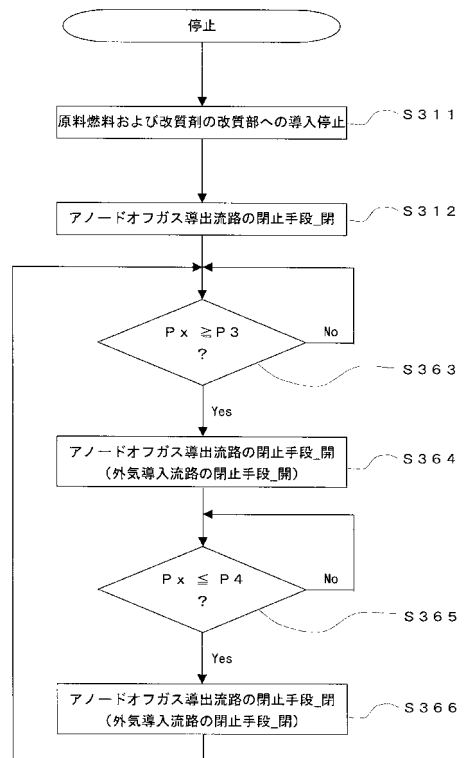 停止
原料燃料および改質剤の改質部への導入停止
S311
アノードオフガス導出流路の閉止手段_閉
S312
Px ≧P3
?
No
S363
Yes
アノードオフガス導出流路の閉止手段_開
(外気導入流路の閉止手段_開)
S364
Px ≦ P4
?
No
S365
Yes
アノードオフガス導出流路の閉止手段_閉
(外気導入流路の閉止手段_閉)
S366